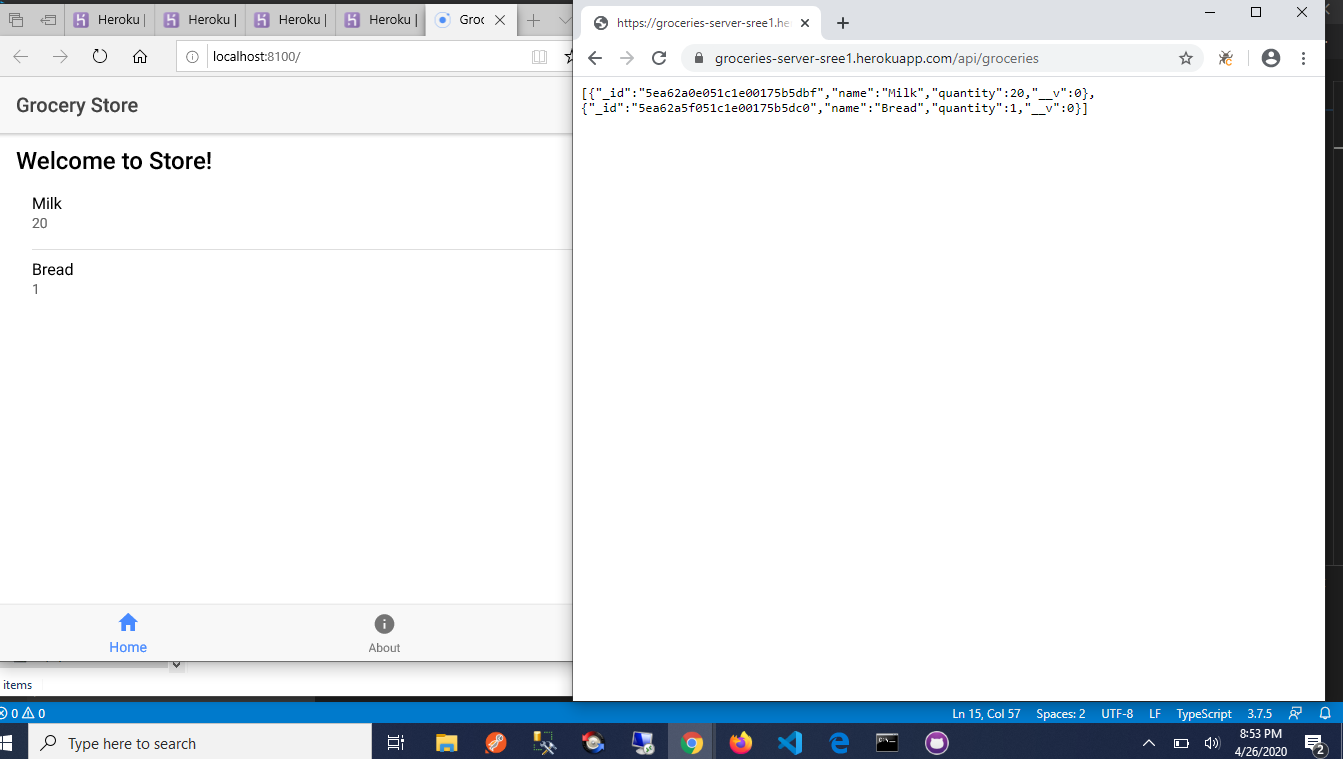 Heroku |
Heroku |
Heroku |
Heroku |
Groc
localhost:8100/
Grocery Store
Welcome to Store!
Milk
20
Bread
1
Home
About
items
https://groceries-server-sree1.he
groceries-server-sree1.herokuapp.com/api/groceries
[{"_id":"5ea62a0e051c1e00175b5dbf","name":"Milk","quantity":20,"__v":0},
{"_id":"5ea62a5f051c1e00175b5dc0","name":"Bread","quantity":1,"__v":0}]
0 0
Ln 15, Col 57 Spaces: 2 UTF-8 LF TypeScript 3.7.5
Type here to search
8:53 PM
4/26/2020
2